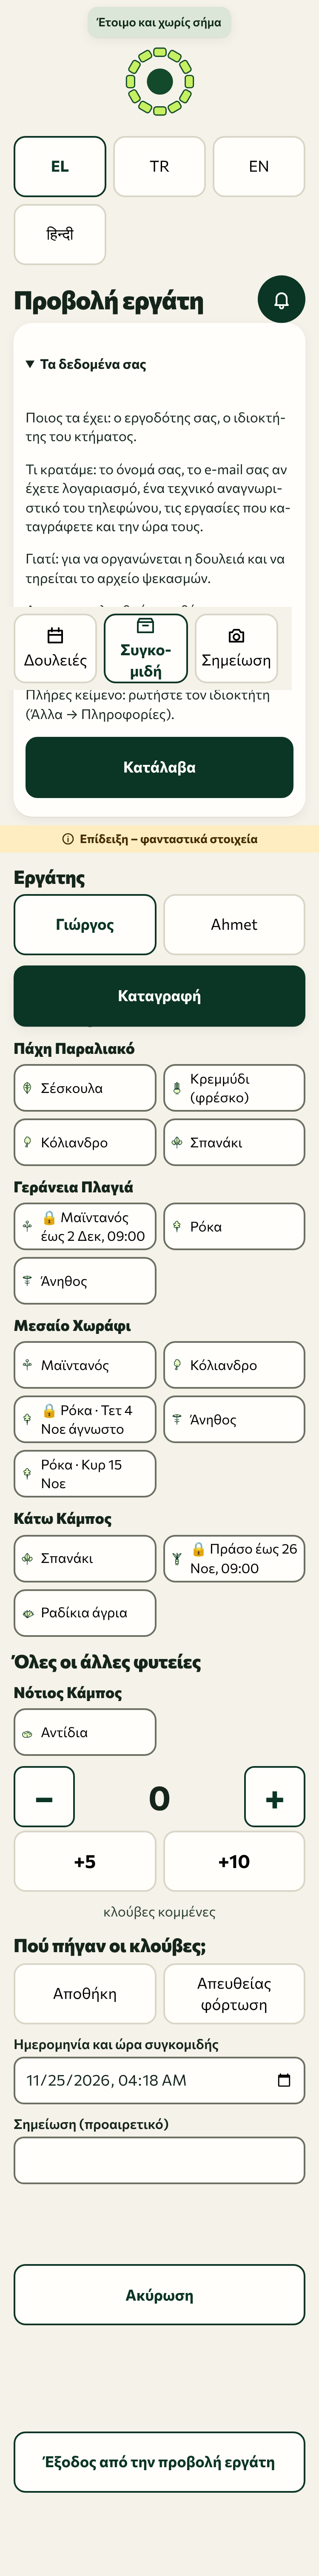 Έτοιμο και χωρίς σήμα
EL
TR
EN
हिन्दी
Προβολή εργάτη
▼ Τα δεδομένα σας
Ποιος τα έχει: ο εργοδότης σας, ο ιδιοκτή-
της του κτήματος.
Τι κρατάμε: το όνομά σας, το e-mail σας αν
έχετε λογαριασμό, ένα τεχνικό αναγνωρι-
στικό του τηλεφώνου, τις εργασίες που κα-
ταγράφετε και την ώρα τους.
Γιατί: για να οργανώνεται η δουλειά και να
τηρείται το αρχείο ψεκασμών.
Δουλειές
Συγκο-
μιδή
Σημείωση
Πλήρες κείμενο: ρωτήστε τον ιδιοκτήτη
(Άλλα → Πληροφορίες).
Κατάλαβα
Επίδειξη – φανταστικά στοιχεία
Εργάτης
Γιώργος
Ahmet
Καταγραφή
Πάχη Παραλιακό
Σέσκουλα
Κρεμμύδι
(φρέσκο)
Κόλιανδρο
Σπανάκι
Γεράνεια Πλαγιά
🔒 Μαϊντανός
έως 2 Δεκ, 09:00
Ρόκα
Άνηθος
Μεσαίο Χωράφι
Μαϊντανός
Κόλιανδρο
🔒 Ρόκα · Τετ 4
Νοε άγνωστο
Άνηθος
Ρόκα · Κυρ 15
Νοε
Κάτω Κάμπος
Σπανάκι
🔒 Πράσο έως 26
Νοε, 09:00
Ραδίκια άγρια
Όλες οι άλλες φυτείες
Νότιος Κάμπος
Αντίδια
−
0
+
+5
+10
κλούβες κομμένες
Πού πήγαν οι κλούβες;
Αποθήκη
Απευθείας
φόρτωση
Ημερομηνία και ώρα συγκομιδής
11/25/2026, 04:18 AM
Σημείωση (προαιρετικό)
Ακύρωση
Έξοδος από την προβολή εργάτη